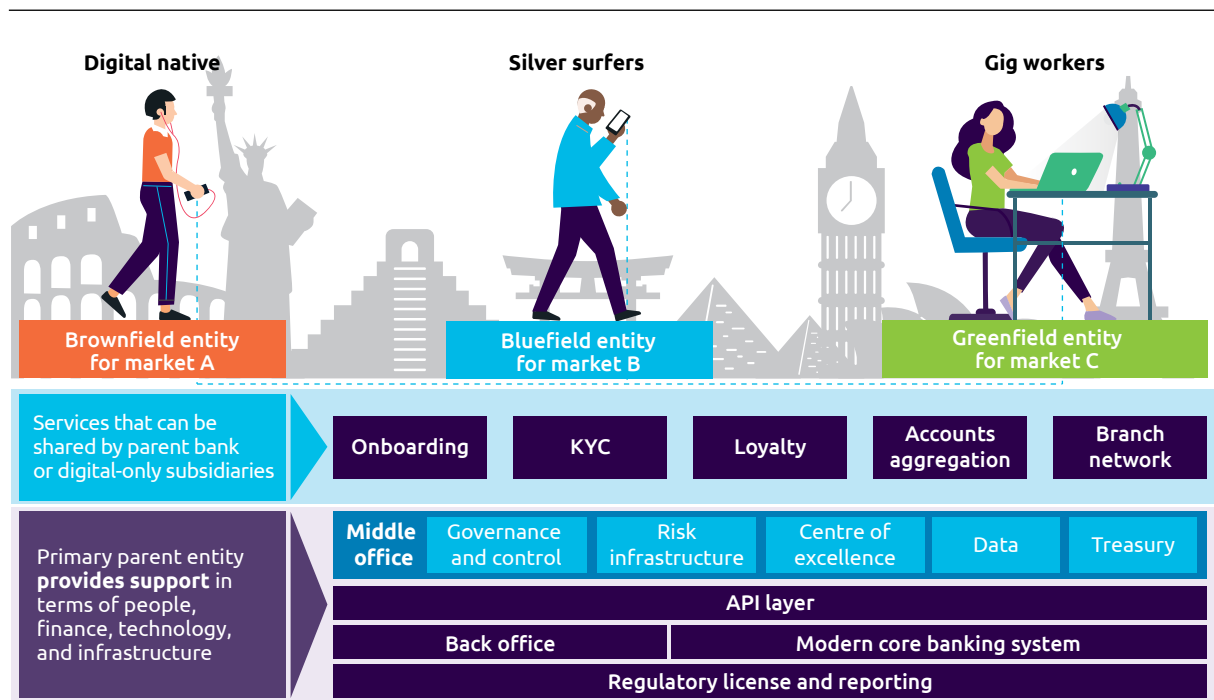 Digital native
Silver surfers
Gig workers
Brownfield entity
for market A
Bluefield entity
for market B
Greenfield entity
for market C
Services that can be
shared by parent bank
or digital-only subsidiaries
Onboarding
KYC
Loyalty
Accounts
aggregation
Branch
network
Primary parent entity
provides support in
terms of people,
finance, technology,
and infrastructure
Middle
office
Governance
and control
Risk
infrastructure
Centre of
excellence
Data
Treasury
API layer
Back office
Modern core banking system
Regulatory license and reporting